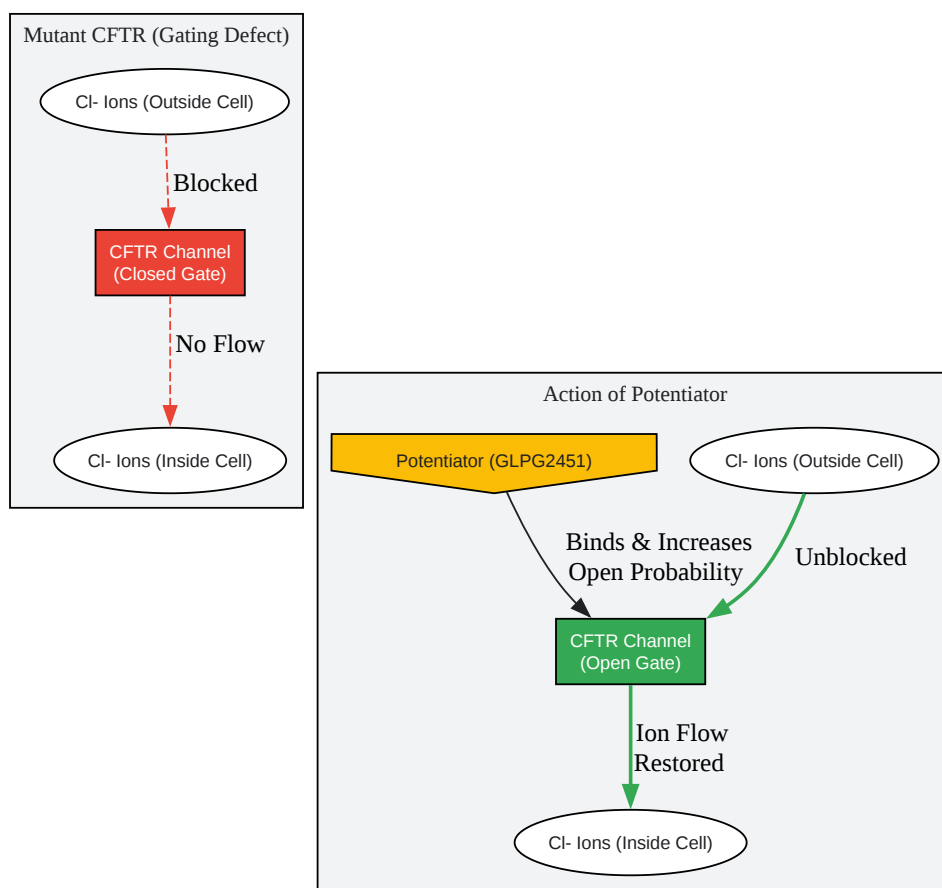 Mutant CFTR (Gating Defect)
Cl- Ions (Outside Cell)
Blocked
CFTR Channel
(Closed Gate)
No Flow
Cl- Ions (Inside Cell)
Action of Potentiator
Potentiator (GLPG2451)
Cl- Ions (Outside Cell)
Binds & Increases
Open Probability
Unblocked
CFTR Channel
(Open Gate)
Ion Flow
Restored
Cl- Ions (Inside Cell)